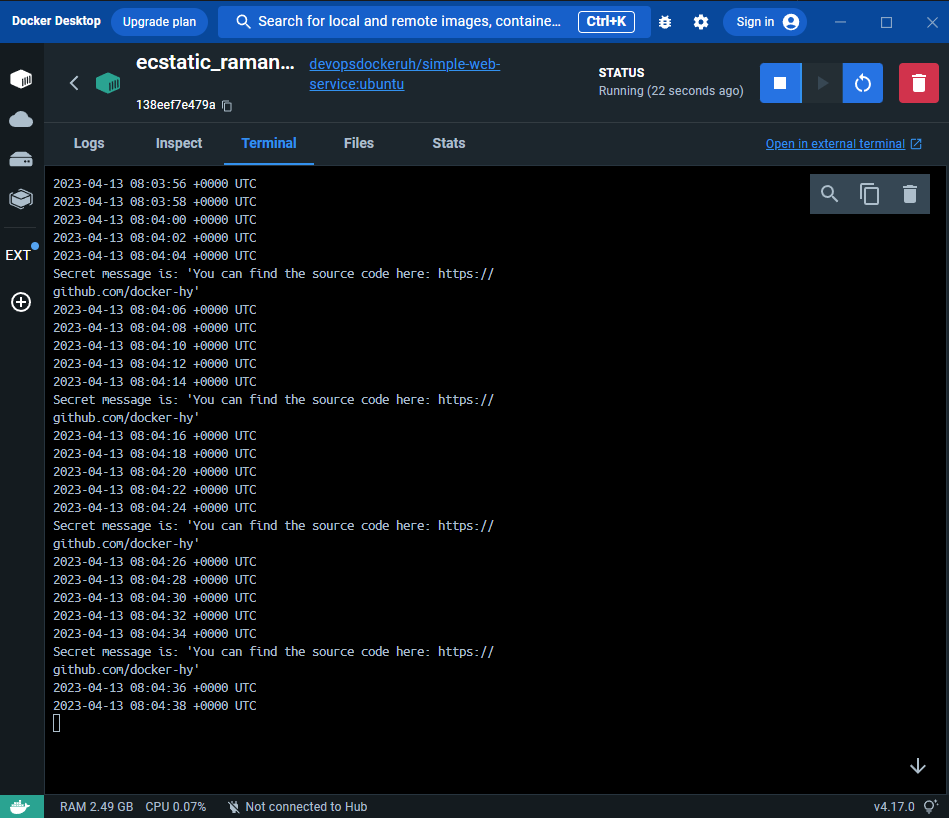 Docker Desktop
Upgrade plan
Search for local and remote images, containe...
Ctrl+K
Sign in
ecstatic_raman...
devopsdockeruh/simple-web-
service:ubuntu
138eef7e479a
STATUS
Running (22 seconds ago)
Logs
Inspect
Terminal
Files
Stats
Open in external terminal
EXT
2023-04-13 08:03:56 +0000 UTC
2023-04-13 08:03:58 +0000 UTC
2023-04-13 08:04:00 +0000 UTC
2023-04-13 08:04:02 +0000 UTC
2023-04-13 08:04:04 +0000 UTC
Secret message is: 'You can find the source code here: https://
github.com/docker-hy'
2023-04-13 08:04:06 +0000 UTC
2023-04-13 08:04:08 +0000 UTC
2023-04-13 08:04:10 +0000 UTC
2023-04-13 08:04:12 +0000 UTC
2023-04-13 08:04:14 +0000 UTC
Secret message is: 'You can find the source code here: https://
github.com/docker-hy'
2023-04-13 08:04:16 +0000 UTC
2023-04-13 08:04:18 +0000 UTC
2023-04-13 08:04:20 +0000 UTC
2023-04-13 08:04:22 +0000 UTC
2023-04-13 08:04:24 +0000 UTC
Secret message is: 'You can find the source code here: https://
github.com/docker-hy'
2023-04-13 08:04:26 +0000 UTC
2023-04-13 08:04:28 +0000 UTC
2023-04-13 08:04:30 +0000 UTC
2023-04-13 08:04:32 +0000 UTC
2023-04-13 08:04:34 +0000 UTC
Secret message is: 'You can find the source code here: https://
github.com/docker-hy'
2023-04-13 08:04:36 +0000 UTC
2023-04-13 08:04:38 +0000 UTC
RAM 2.49 GB
CPU 0.07%
Not connected to Hub
v4.17.0